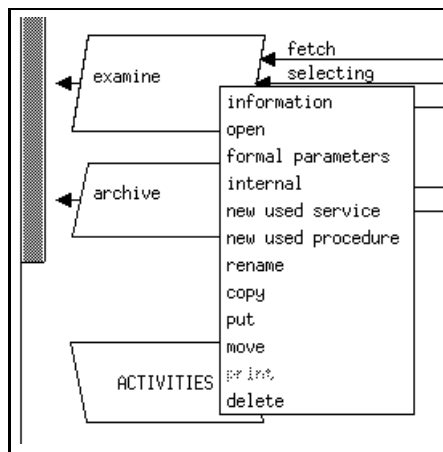 fetch
examine
selecting
information
open
formal parameters
archive
internal
new used service
new used procedure
rename
copy
put
move
print
ACTIVITIES
delete